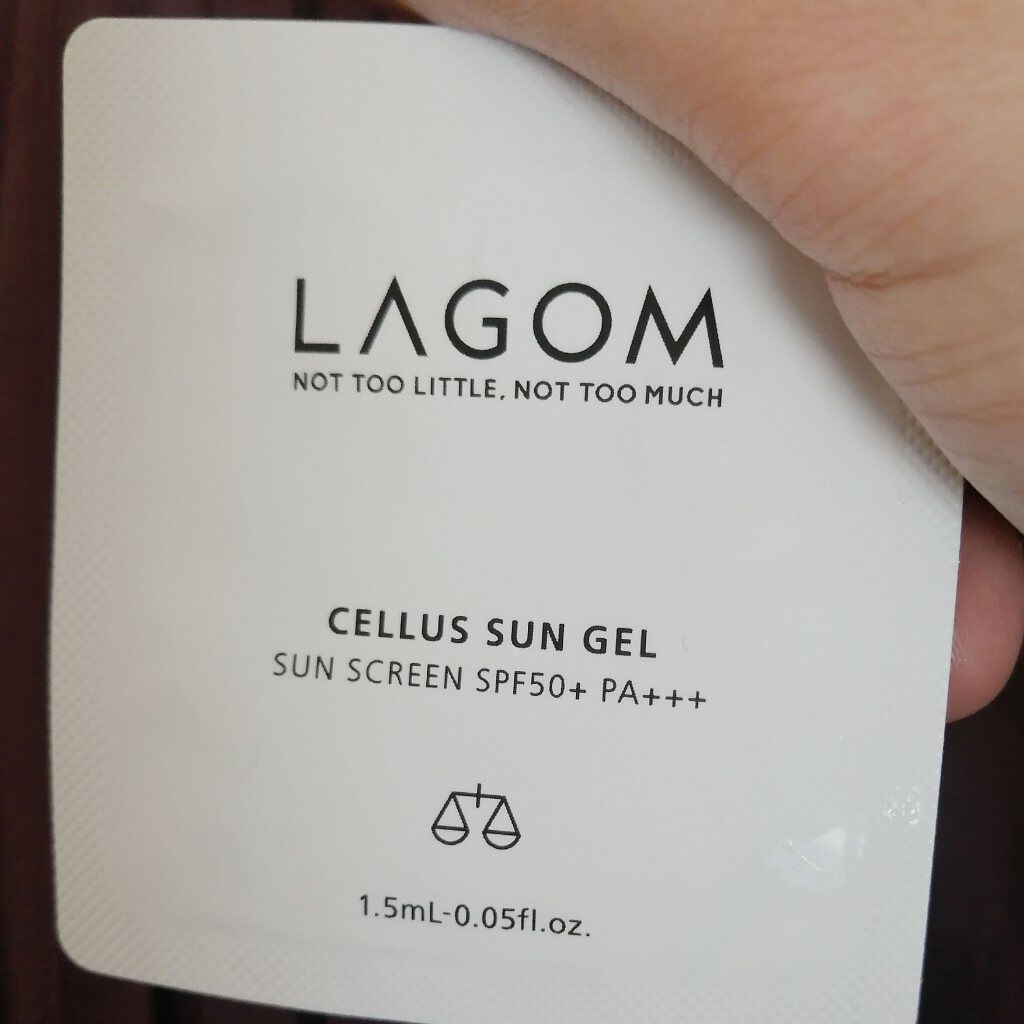 LAGOM
NOT TOO LITTLE, NOT TOO MUCH
CELLUS SUN GEL
SUN SCREEN SPF50+ PA+++
1.5mL-0.05fl.oz.